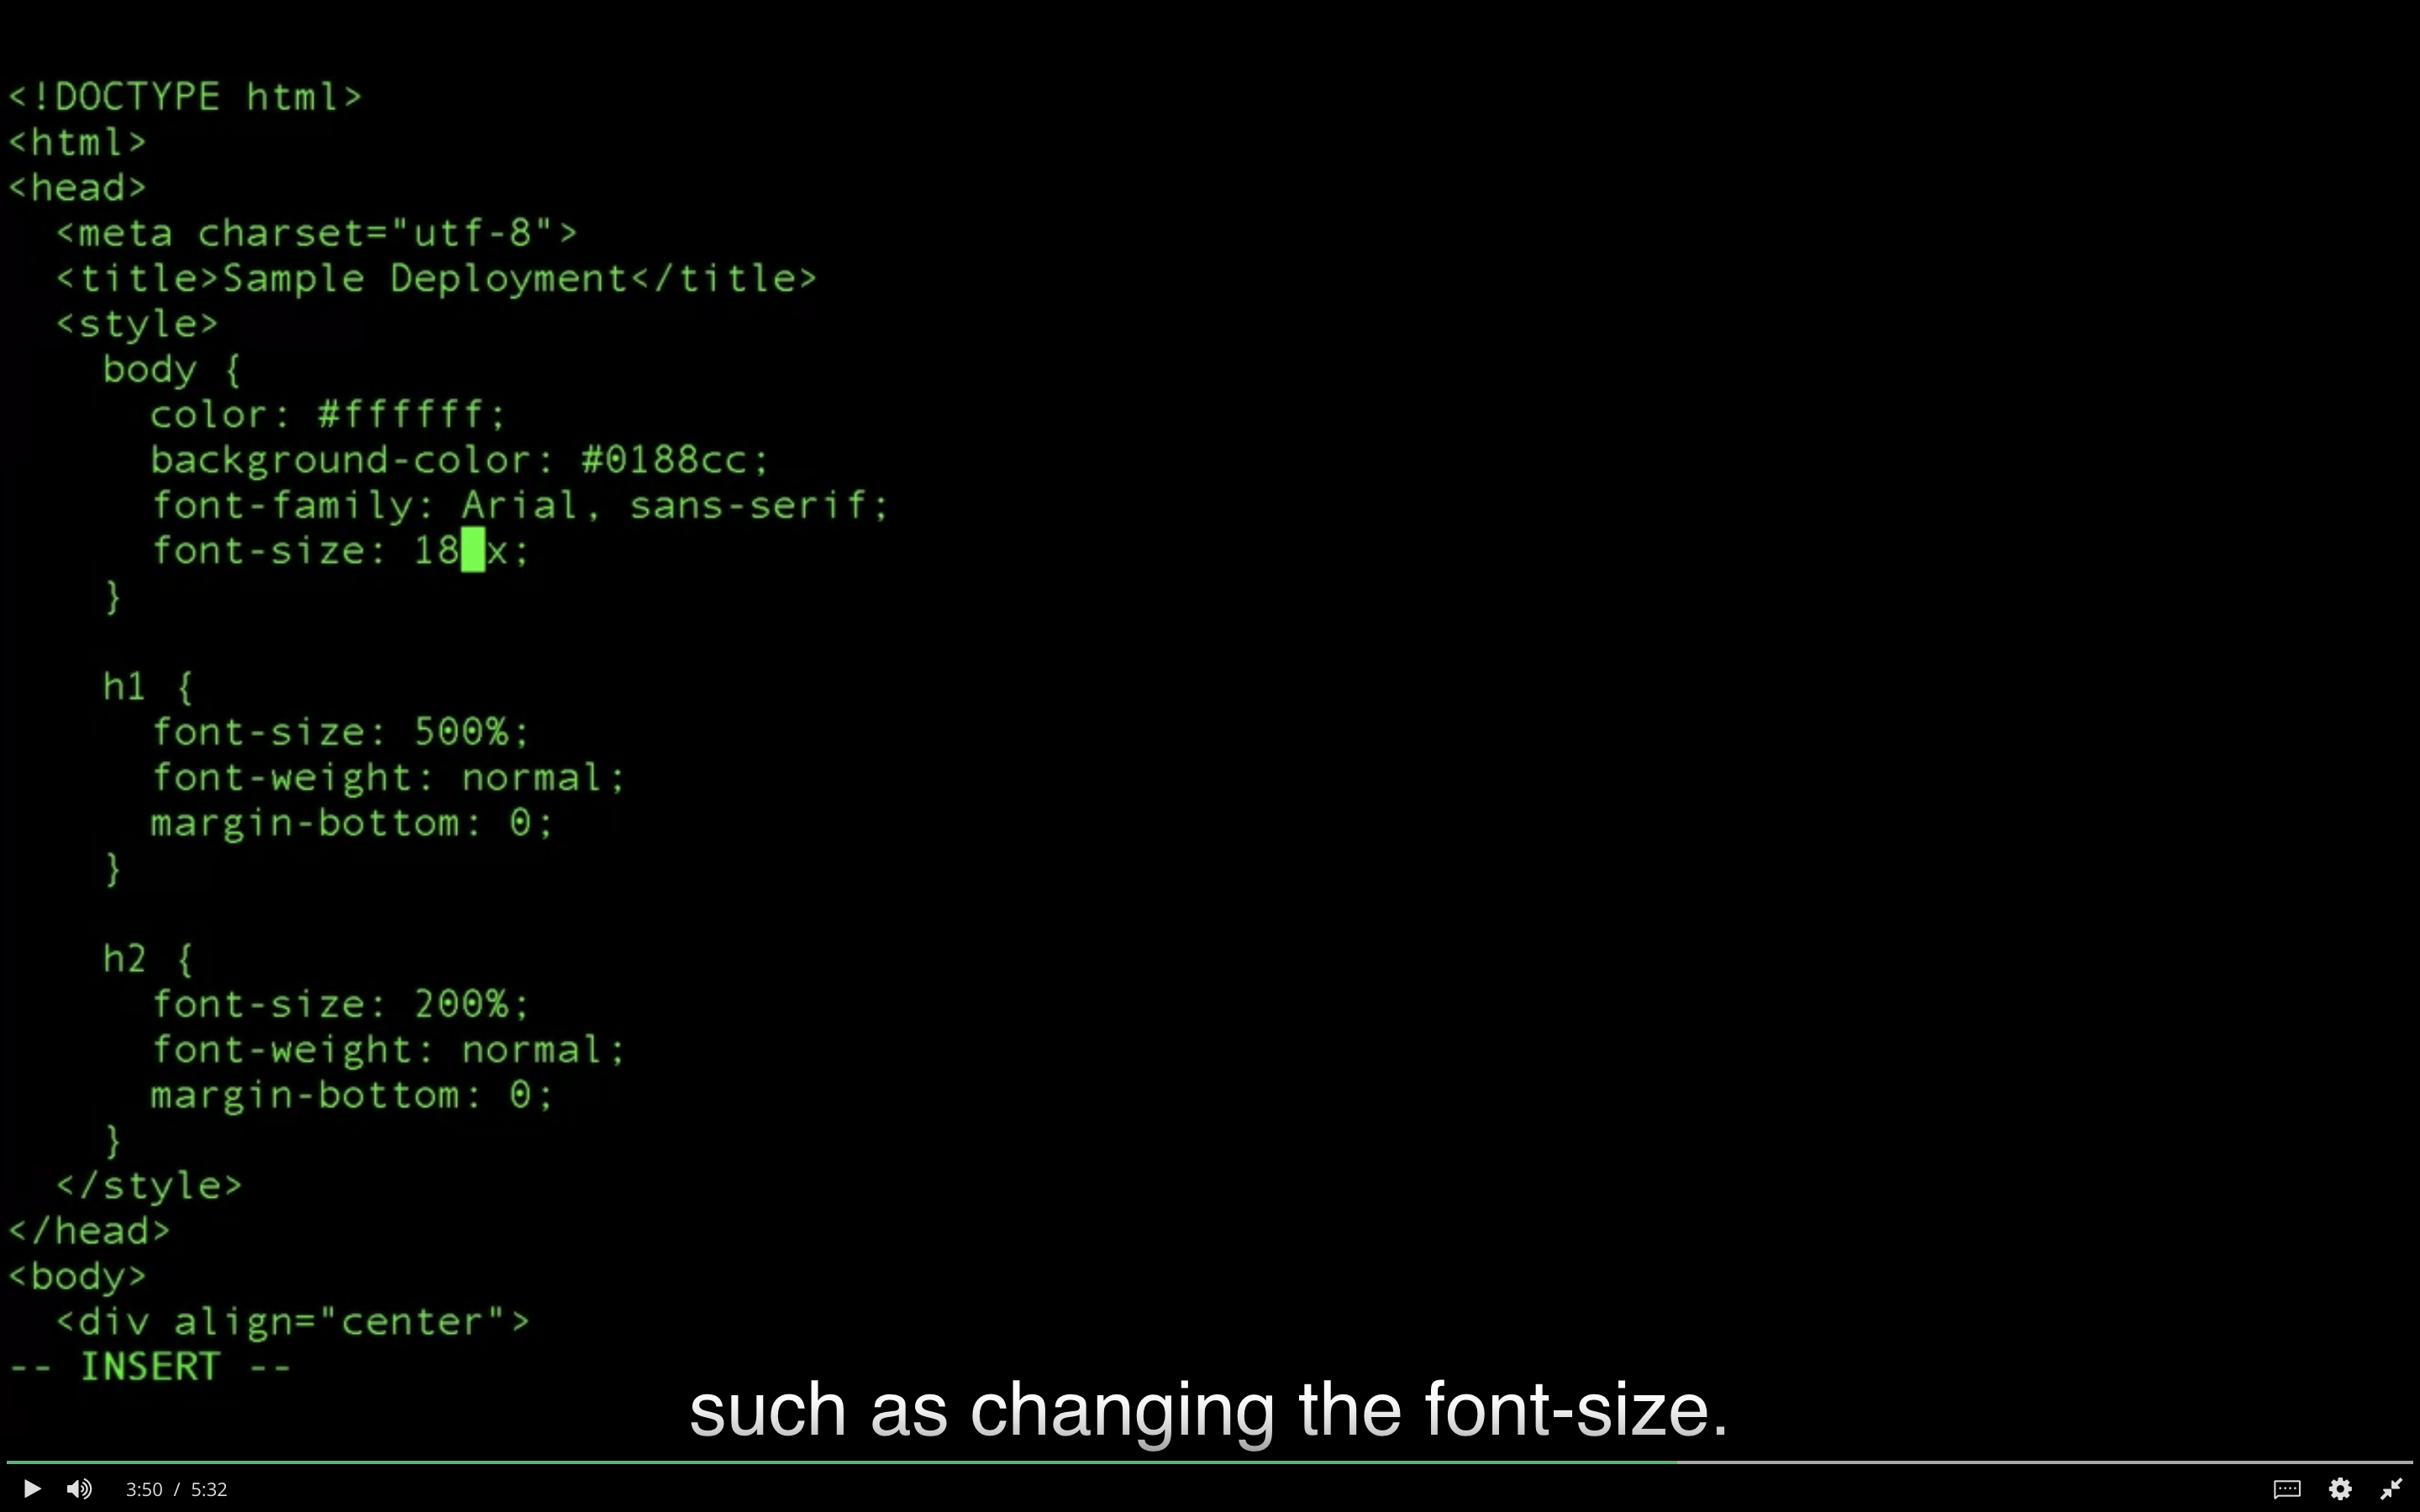 <!DOCTYPE html>
<html>
<head>
  <meta charset="utf-8">
  <title>Sample Deployment</title>
  <style>
    body {
      color: #ffffff;
      background-color: #0188cc;
      font-family: Arial, sans-serif;
      font-size: 18 x;
    }
    h1 {
      font-size: 500%;
      font-weight: normal;
      margin-bottom: 0;
    }
    h2 {
      font-size: 200%;
      font-weight: normal;
      margin-bottom: 0;
    }
  </style>
</head>
<body>
  <div align="center">
-- INSERT --
such as changing the font-size.
3:50 / 5:32